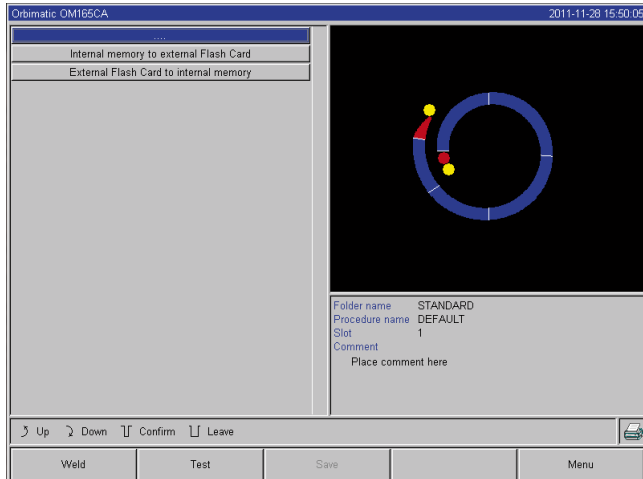 Orbimatic OM165CA 2011-11-28 15:50:05
....
Internal memory to external Flash Card
External Flash Card to internal memory
Folder name STANDARD
Procedure name DEFAULT
Slot 1
Comment
Place comment here
Up Down Confirm Leave
Weld Test Save Menu